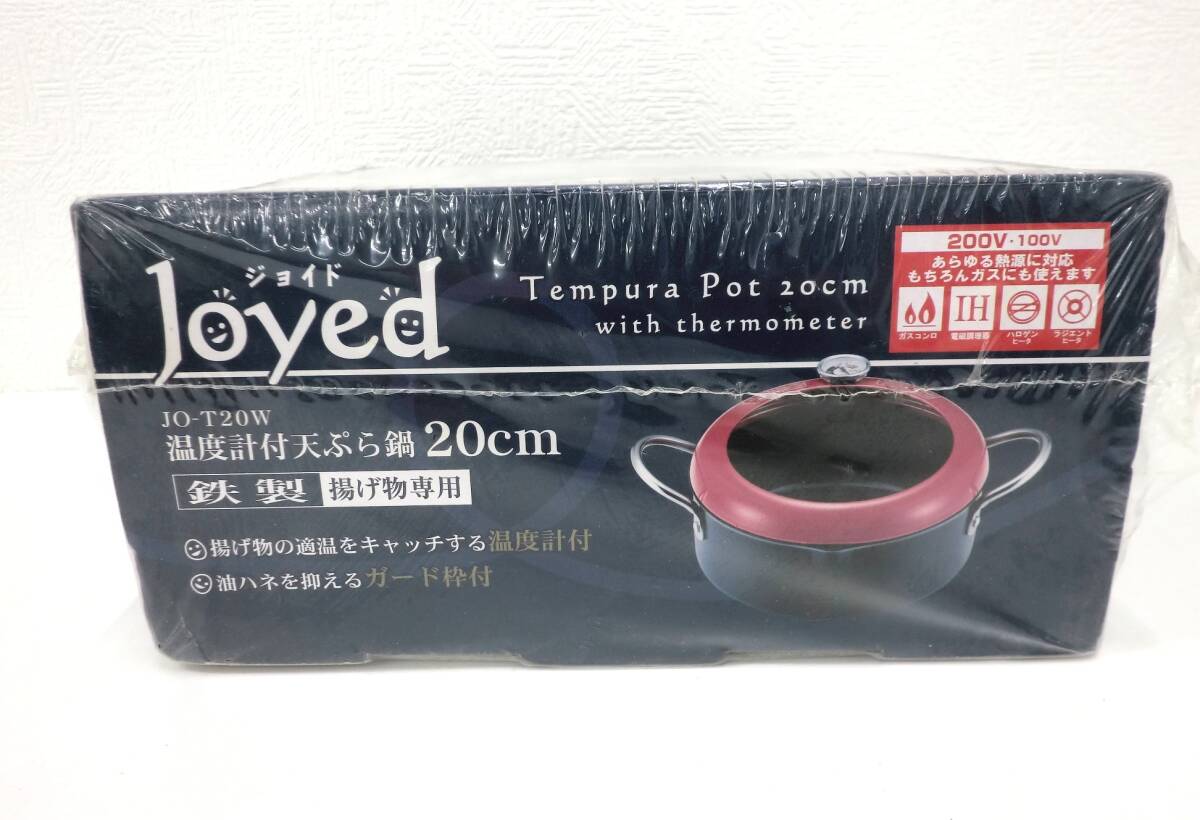 ジョイド
Joyed
Tempura Pot 20cm
with thermometer
200V・100V
あらゆる熱源に対応
もちろんガスにも使えます
IH
ガスコンロ 電磁調理器 ハロゲンヒータ ラジエントヒータ
JO-T20W
温度計付天ぷら鍋 20cm
鉄製 揚げ物専用
揚げ物の適温をキャッチする温度計付
油ハネを抑えるガード枠付